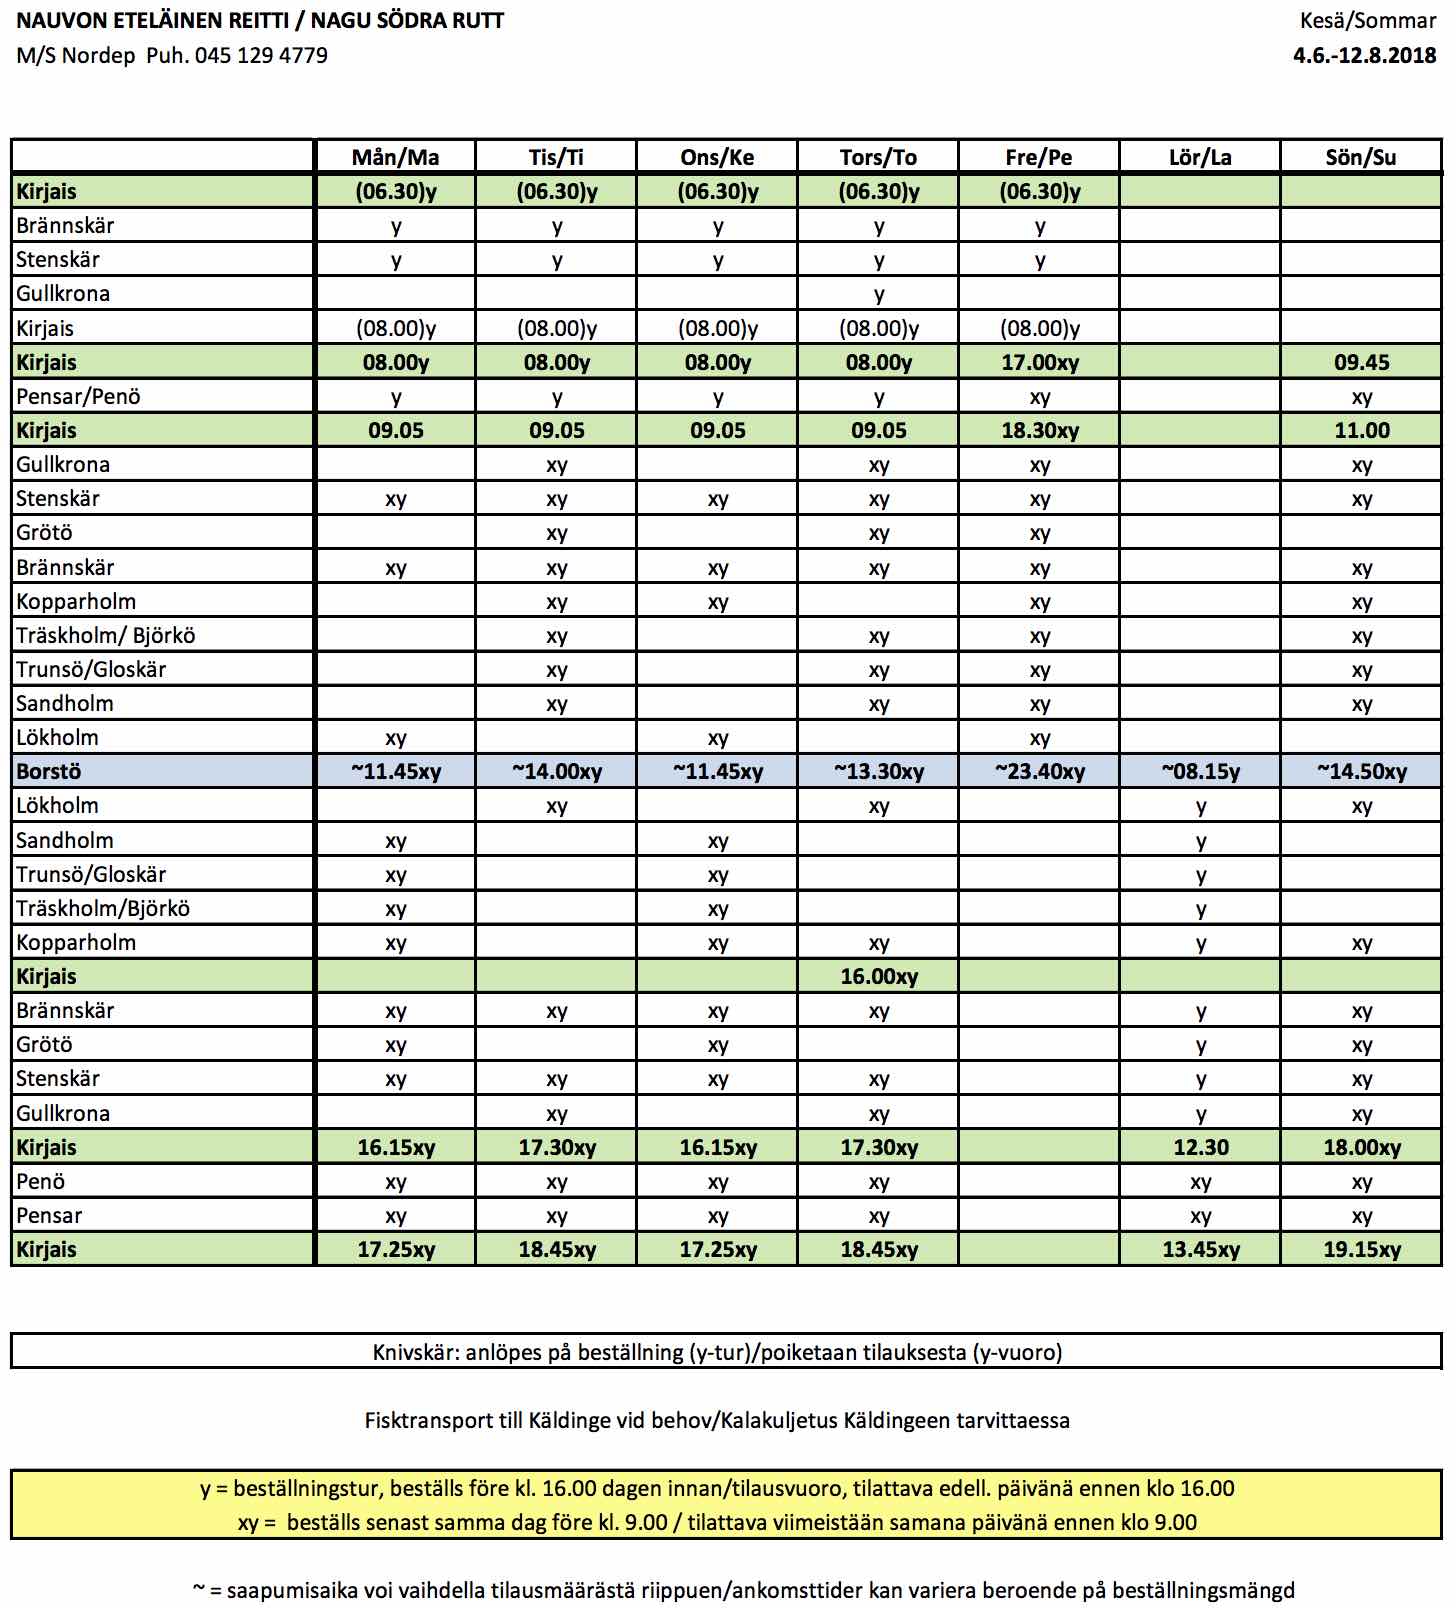 NAUVON ETELÄINEN REITTI / NAGU SÖDRA RUTT Kesä/Sommar
M/S Nordep Puh. 045 129 4779 4.6.-12.8.2018
Mån/Ma Tis/Ti Ons/Ke Tors/To Fre/Pe Lör/La Sön/Su
Kirjais (06.30)y (06.30)y (06.30)y (06.30)y (06.30)y
Brännskär y y y y y
Stenskär y y y y y
Gullkrona y
Kirjais (08.00)y (08.00)y (08.00)y (08.00)y (08.00)y
Kirjais 08.00y 08.00y 08.00y 08.00y 17.00xy 09.45
Pensar/Penö y y y y xy xy
Kirjais 09.05 09.05 09.05 09.05 18.30xy 11.00
Gullkrona xy xy xy xy
Stenskär xy xy xy xy xy xy
Grötö xy xy xy
Brännskär xy xy xy xy xy xy
Kopparholm xy xy xy xy
Träskholm/ Björkö xy xy xy xy
Trunsö/Gloskär xy xy xy xy
Sandholm xy xy xy xy
Lökholm xy xy xy
Borstö ~11.45xy ~14.00xy ~11.45xy ~13.30xy ~23.40xy ~08.15y ~14.50xy
Lökholm xy xy y xy
Sandholm xy xy y
Trunsö/Gloskär xy xy y
Träskholm/Björkö xy xy y
Kopparholm xy xy xy y xy
Kirjais 16.00xy
Brännskär xy xy xy xy y xy
Grötö xy xy y xy
Stenskär xy xy xy xy y xy
Gullkrona xy xy y xy
Kirjais 16.15xy 17.30xy 16.15xy 17.30xy 12.30 18.00xy
Penö xy xy xy xy xy xy
Pensar xy xy xy xy xy xy
Kirjais 17.25xy 18.45xy 17.25xy 18.45xy 13.45xy 19.15xy
Knivskär: anlöpes på beställning (y-tur)/poiketaan tilauksesta (y-vuoro)
Fisktransport till Käldinge vid behov/Kalakuljetus Käldingeen tarvittaessa
y = beställningstur, beställs före kl. 16.00 dagen innan/tilausvuoro, tilattava edell. päivänä ennen klo 16.00
xy = beställs senast samma dag före kl. 9.00 / tilattava viimeistään samana päivänä ennen klo 9.00
~ = saapumisaika voi vaihdella tilausmäärästä riippuen/ankomsttider kan variera beroende på beställningsmängd